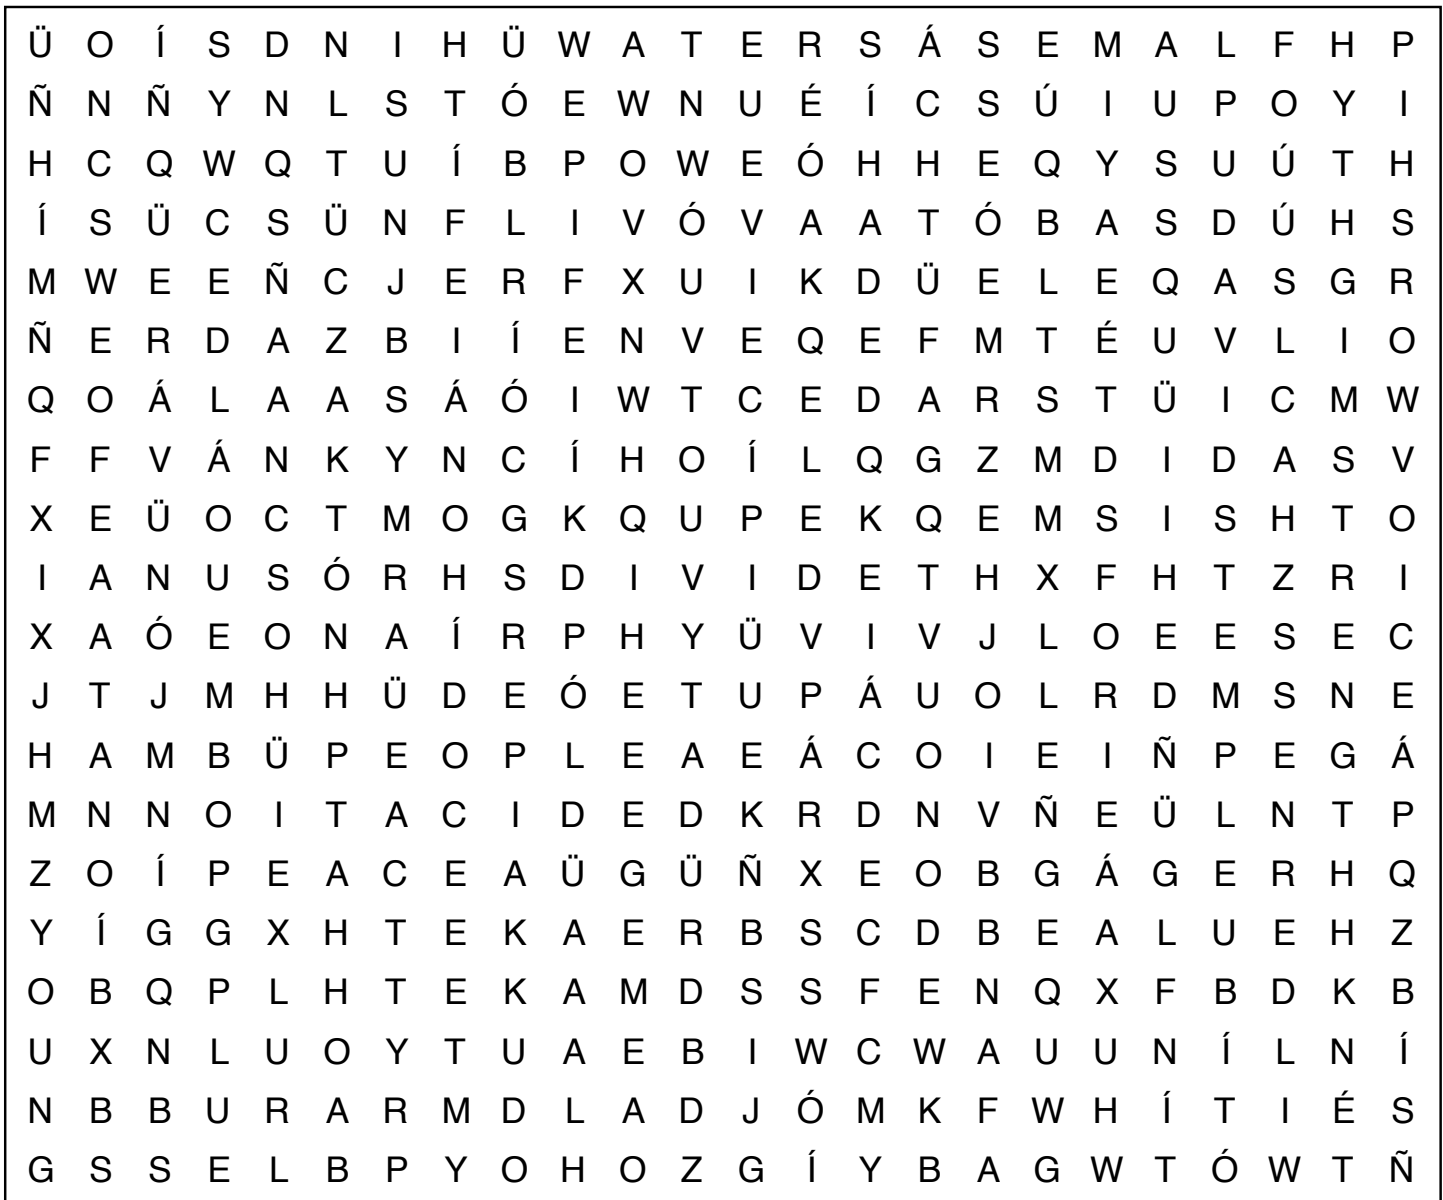 Ü O Í S D N I H Ü W A T E R S Á S E M A L F H P
Ñ N Ñ Y N L S T Ó E W N U É Í C S Ú I U P O Y I
H C Q W Q T U Í B P O W E Ó H H E Q Y S U Ú T H
Í S Ü C S Ü N F L I V Ó V A A T Ó B A S D Ú H S
M W E E Ñ C J E R F X U I K D Ü E L E Q A S G R
Ñ E R D A Z B I Í E N V E Q E F M T É U V L I O
Q O Á L A A S Á Ó I W T C E D A R S T Ü I C M W
F F V Á N K Y N C Í H O Í L Q G Z M D I D A S V
X E Ü O C T M O G K Q U P E K Q E M S I S H T O
I A N U S Ó R H S D I V I D E T H X F H T Z R I
X A Ó E O N A Í R P H Y Ü V I V J L O E E S E C
J T J M H H Ü D E Ó E T U P Á U O L R D M S N E
H A M B Ü P E O P L E A E Á C O I E I Ñ P E G Á
M N N O I T A C I D E D K R D N V Ñ E Ü L N T P
Z O Í P E A C E A Ü G Ü Ñ X E O B G Á G E R H Q
Y Í G G X H T E K A E R B S C D B E A L U E H Z
O B Q P L H T E K A M D S S F E N Q X F B D K B
U X N L U O Y T U A E B I W C W A U U N Í L N Í
N B B U R A R M D L A D J Ó M K F W H Í T I É S
G S S E L B P Y O H O Z G Í Y B A G W T Ó W T Ñ